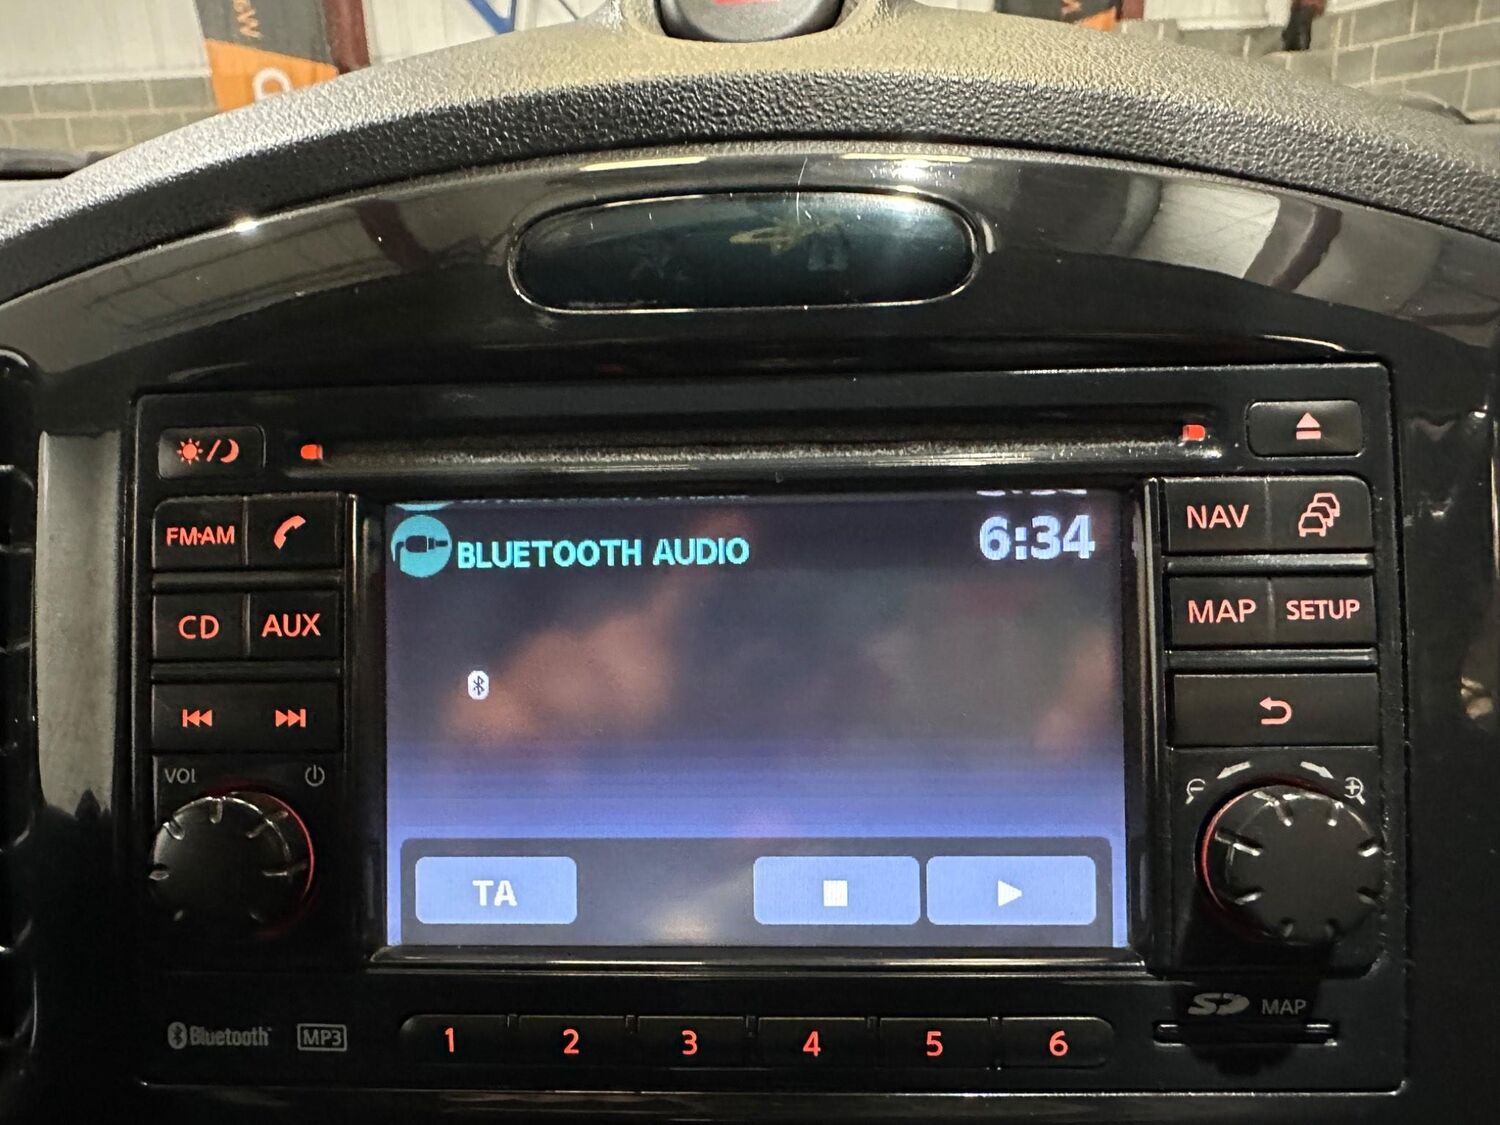 FM·AM
CD
AUX
VOL
BLUETOOTH AUDIO
6:34
TA
NAV
MAP
SETUP
Bluetooth
MP3
1
2
3
4
5
6
SD
MAP